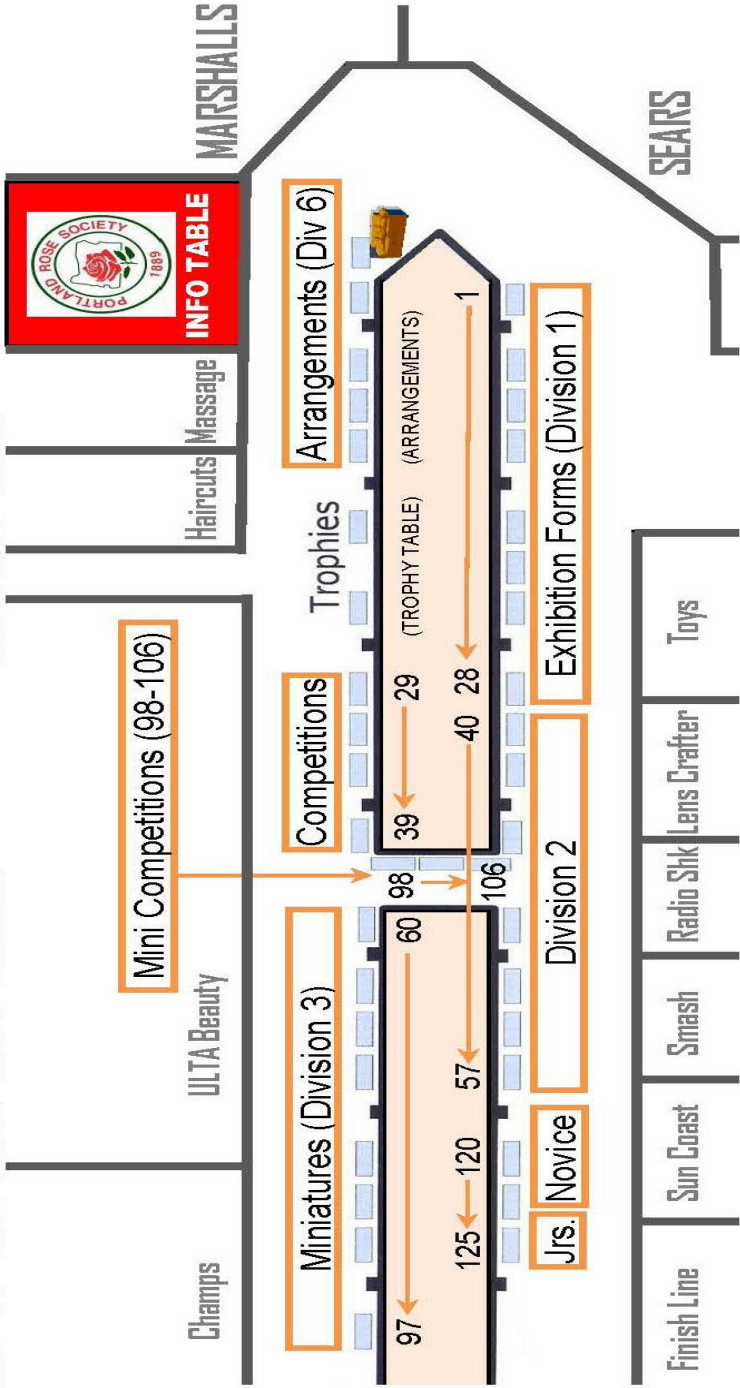 MARSHALLS
SEARS
PORTLAND ROSE SOCIETY
1889
INFO TABLE
Massage
Haircuts
ULTA Beauty
Champs
Mini Competitions (98-106)
Arrangements (Div 6)
Trophies
Competitions
Miniatures (Division 3)
(ARRANGEMENTS)
(TROPHY TABLE)
1
28
29
39
40
57
98
106
60
97
120
125
Exhibition Forms (Division 1)
Division 2
Novice
Jrs.
Toys
Lens Crafter
Radio Shk
Smash
Sun Coast
Finish Line